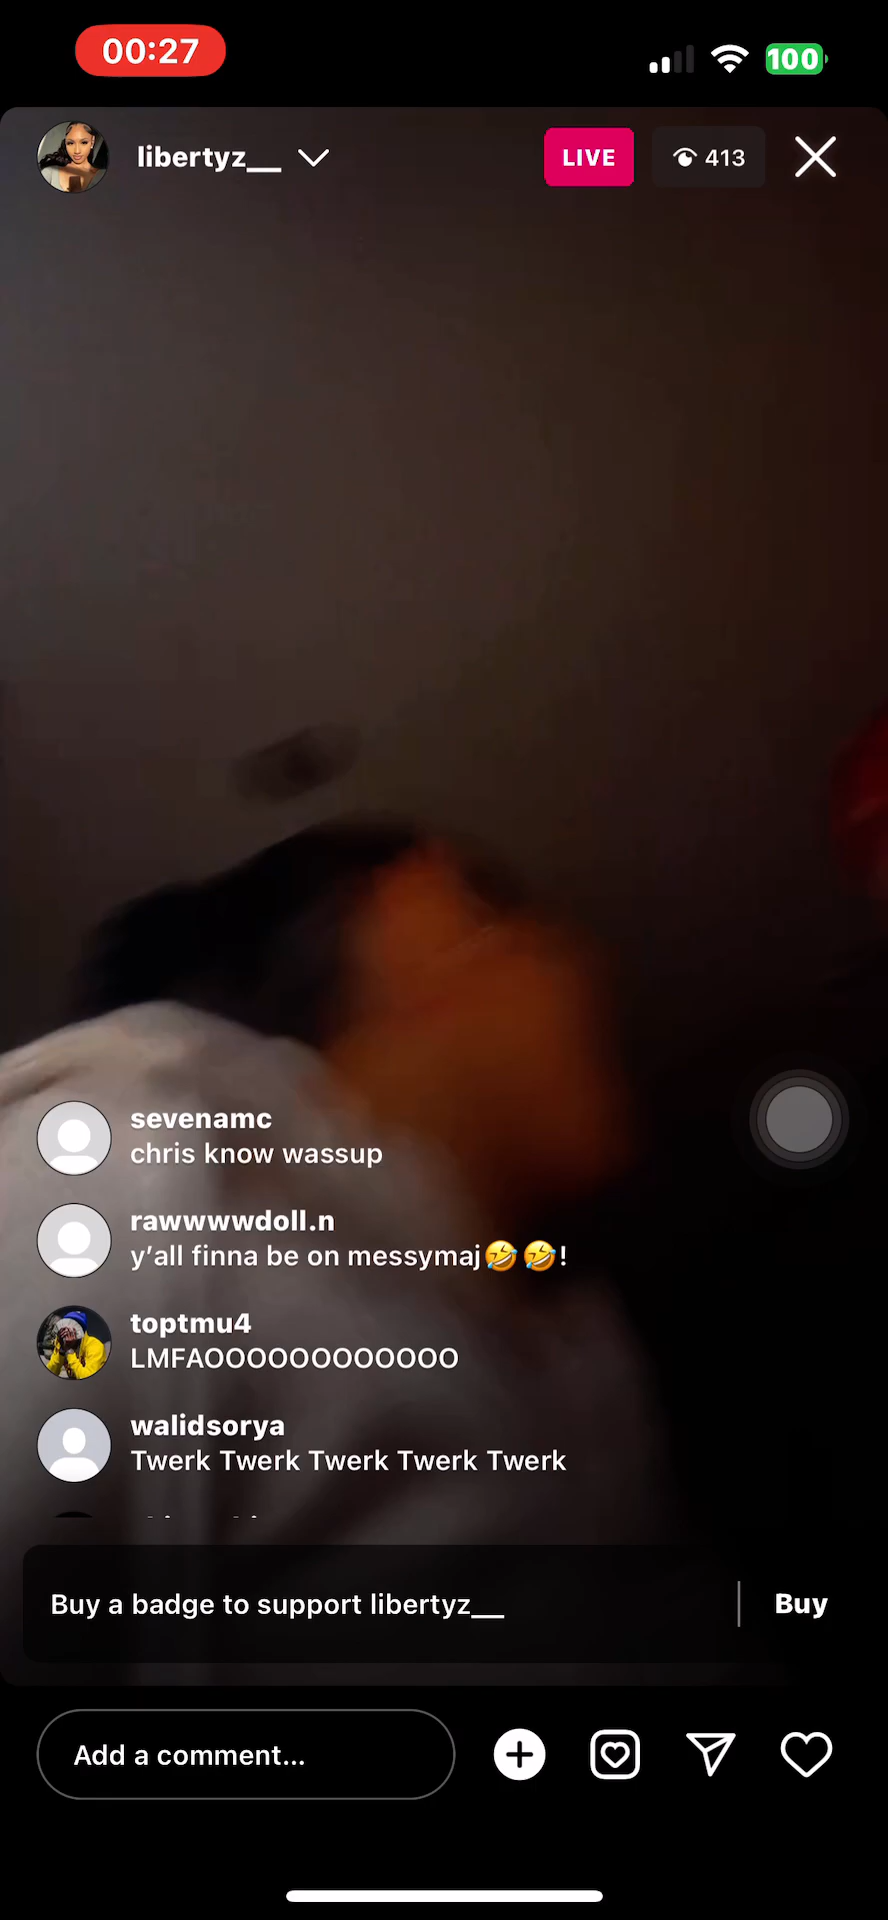 00:27
100
libertyz__
LIVE
413
sevenamc
chris know wassup
rawwwwdoll.n
y’all finna be on messymaj🤣🤣!
toptmu4
LMFAOOOOOOOOOOOO
walidsorya
Twerk Twerk Twerk Twerk Twerk
Buy a badge to support libertyz__
Buy
Add a comment...